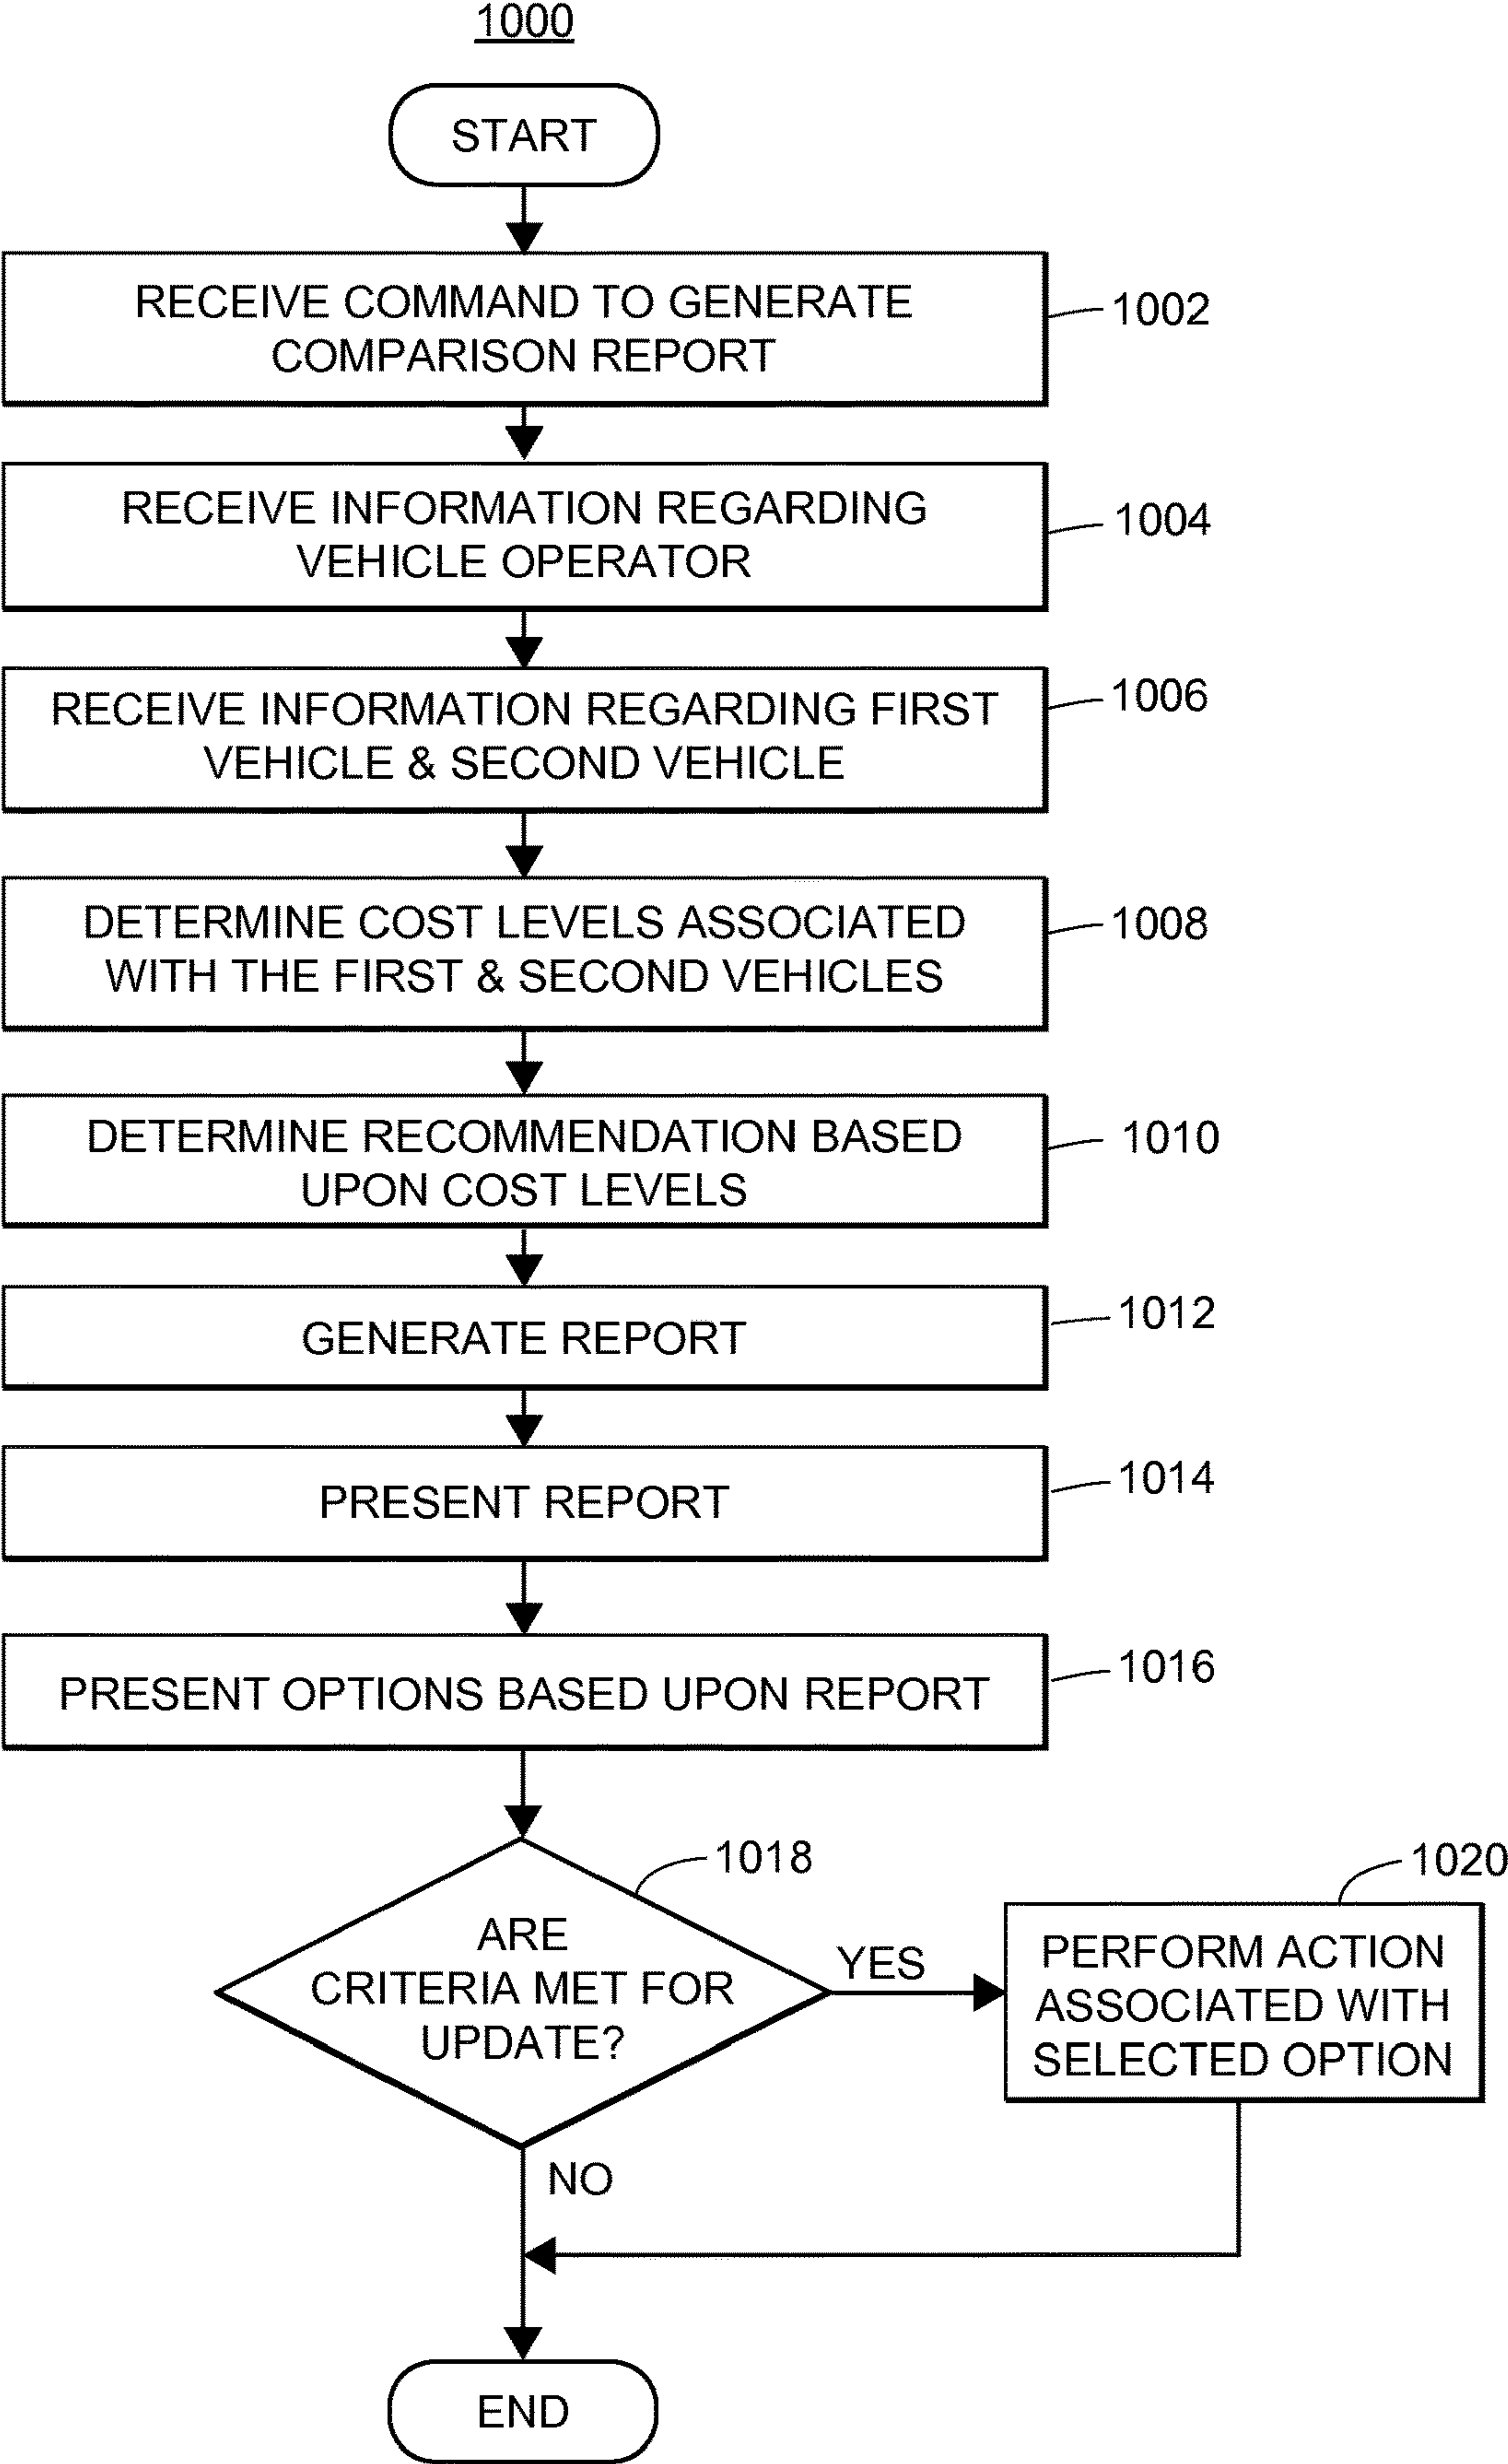 1000
START
RECEIVE COMMAND TO GENERATE
COMPARISON REPORT
1002
RECEIVE INFORMATION REGARDING
VEHICLE OPERATOR
1004
RECEIVE INFORMATION REGARDING FIRST
VEHICLE & SECOND VEHICLE
1006
DETERMINE COST LEVELS ASSOCIATED
WITH THE FIRST & SECOND VEHICLES
1008
DETERMINE RECOMMENDATION BASED
UPON COST LEVELS
1010
GENERATE REPORT
1012
PRESENT REPORT
1014
PRESENT OPTIONS BASED UPON REPORT
1016
ARE
CRITERIA MET FOR
UPDATE?
1018
YES
PERFORM ACTION
ASSOCIATED WITH
SELECTED OPTION
1020
NO
END